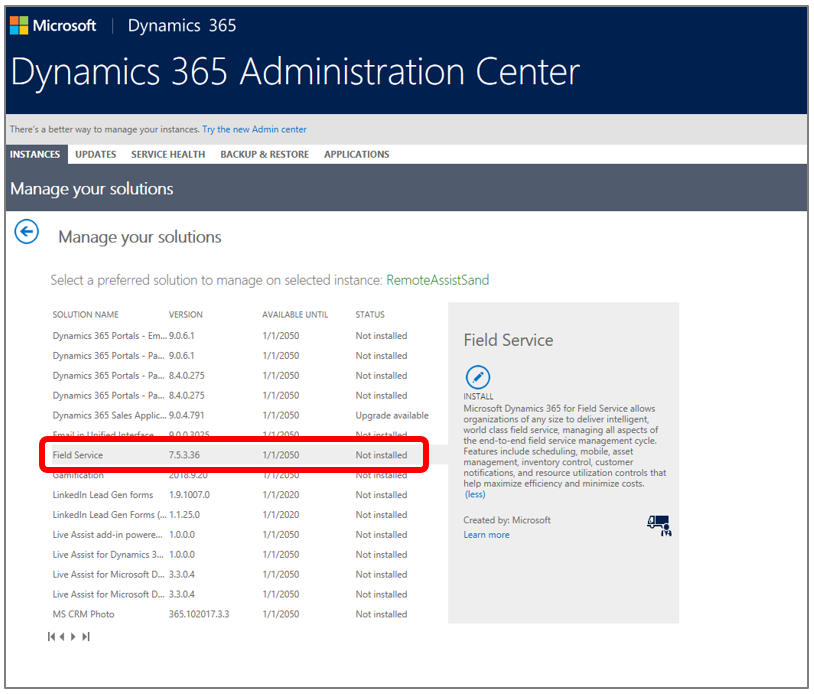 Microsoft | Dynamics 365
Dynamics 365 Administration Center
There's a better way to manage your instances. Try the new Admin center
INSTANCES UPDATES SERVICE HEALTH BACKUP & RESTORE APPLICATIONS
Manage your solutions
Manage your solutions
Select a preferred solution to manage on selected instance: RemoteAssistSand
SOLUTION NAME VERSION AVAILABLE UNTIL STATUS
Dynamics 365 Portals - Em... 9.0.6.1 1/1/2050 Not installed
Dynamics 365 Portals - Pa... 9.0.6.1 1/1/2050 Not installed
Dynamics 365 Portals - Pa... 8.4.0.275 1/1/2050 Not installed
Dynamics 365 Portals - Pa... 8.4.0.275 1/1/2050 Not installed
Dynamics 365 Sales Applic... 9.0.4.791 1/1/2050 Upgrade available
Email in Unified Interface 9.0.0.3025 1/1/2050 Not installed
Field Service 7.5.3.36 1/1/2050 Not installed
Gamification 2018.9.20 1/1/2050 Not installed
LinkedIn Lead Gen forms 1.9.1007.0 1/1/2020 Not installed
LinkedIn Lead Gen Forms (... 1.1.25.0 1/1/2020 Not installed
Live Assist add-in powere... 1.0.0.0 1/1/2050 Not installed
Live Assist for Dynamics 3... 1.0.0.0 1/1/2050 Not installed
Live Assist for Microsoft D... 3.3.0.4 1/1/2050 Not installed
Live Assist for Microsoft D... 3.3.0.4 1/1/2050 Not installed
MS CRM Photo 365.102017.3.3 1/1/2050 Not installed
Field Service
INSTALL
Microsoft Dynamics 365 for Field Service allows
organizations of any size to deliver intelligent,
world class field service, managing all aspects of
the end-to-end field service management cycle.
Features include scheduling, mobile, asset
management, inventory control, customer
notifications, and resource utilization controls that
help maximize efficiency and minimize costs.
(less)
Created by: Microsoft
Learn more